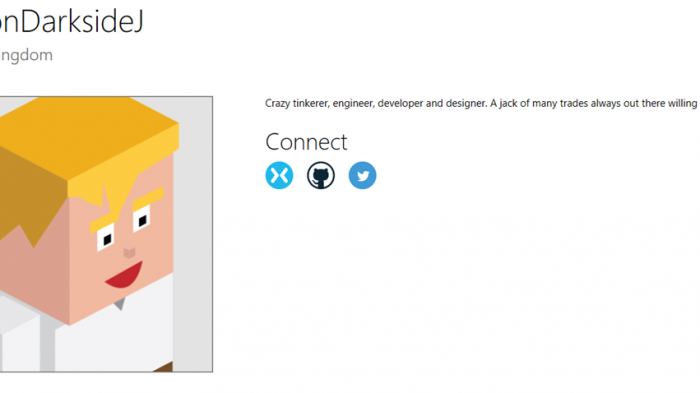 onDarksideJ
ngdom
Crazy tinkerer, engineer, developer and designer. A jack of many trades always out there willing
Connect